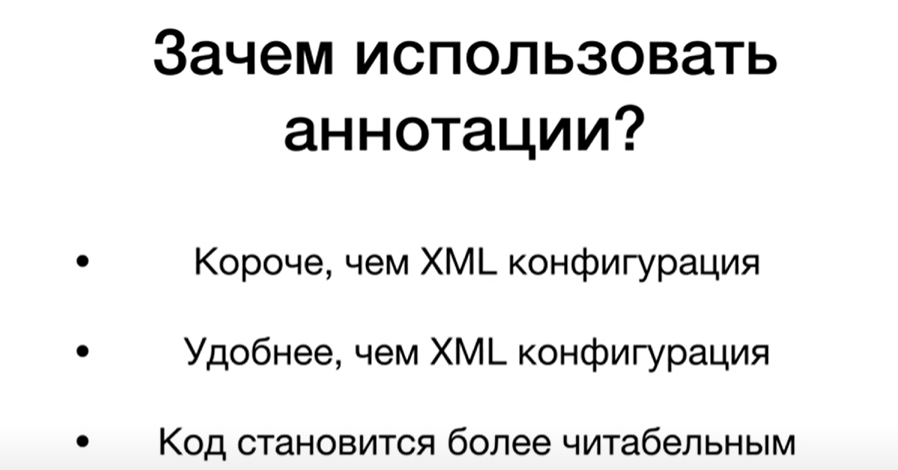 Зачем использовать
аннотации?
• Короче, чем XML конфигурация
• Удобнее, чем XML конфигурация
• Код становится более читабельным